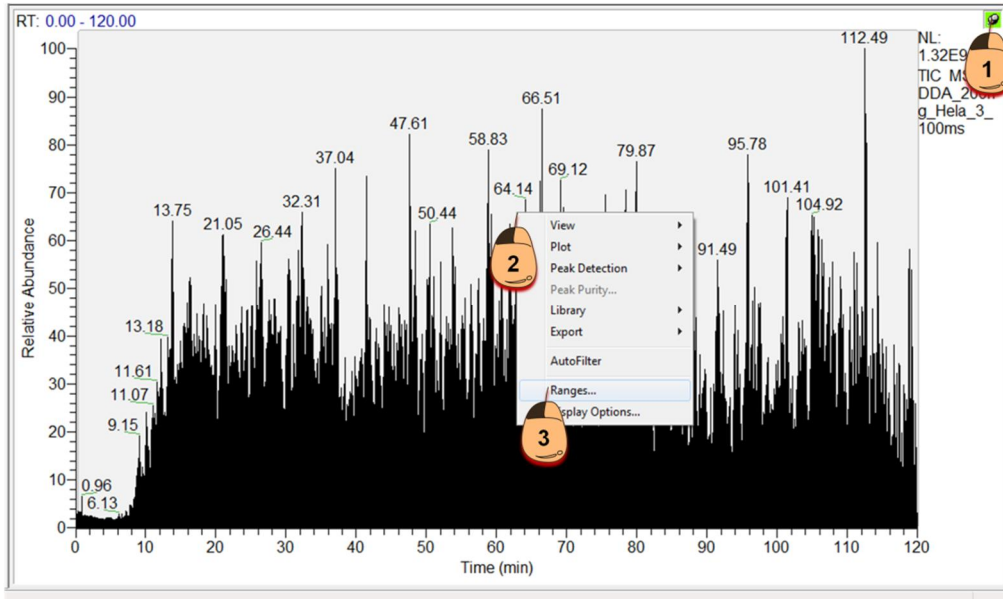 RT: 0.00 - 120.00
NL:
1.32E9
TIC
DDA_
g_Hela_3_
100ms
1
112.49
66.51
47.61
58.83
37.04
79.87
69.12
95.78
64.14
101.41
32.31
13.75
50.44
104.92
21.05
26.44
91.49
13.18
11.61
11.07
9.15
0.96
6.13
2
View
Plot
Peak Detection
Peak Purity...
Library
Export
AutoFilter
Ranges...
Options...
3
Relative Abundance
100
90
80
70
60
50
40
30
20
10
0
0 10 20 30 40 50 60 70 80 90 100 110 120
Time (min)